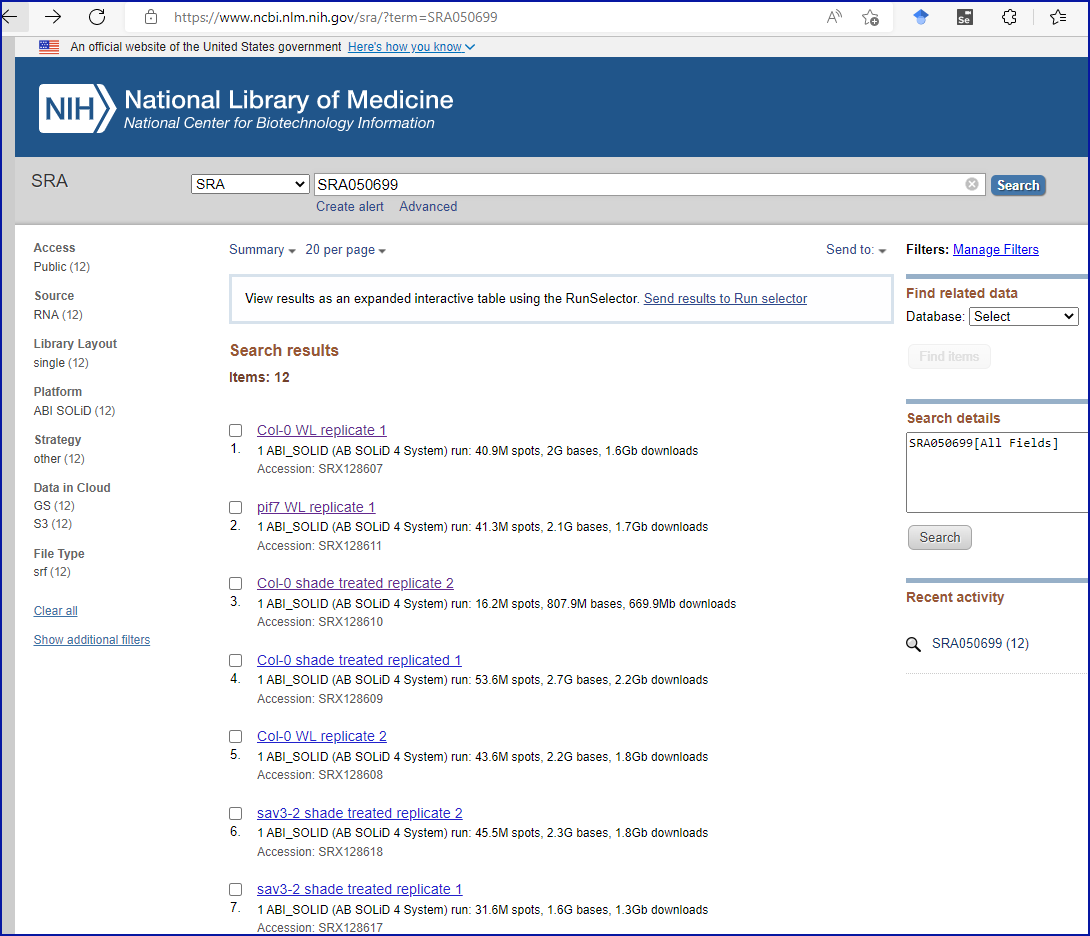 https://www.ncbi.nlm.nih.gov/sra/?term=SRA050699
An official website of the United States government Here's how you know
NIH National Library of Medicine
National Center for Biotechnology Information
SRA
SRA SRA050699 Search
Create alert Advanced
Access
Public (12)
Source
RNA (12)
Library Layout
single (12)
Platform
ABI SOLiD (12)
Strategy
other (12)
Data in Cloud
GS (12)
S3 (12)
File Type
srf (12)
Clear all
Show additional filters
Summary 20 per page Send to:
View results as an expanded interactive table using the RunSelector. Send results to Run selector
Search results
Items: 12
Col-0 WL replicate 1
1. 1 ABI_SOLID (AB SOLiD 4 System) run: 40.9M spots, 2G bases, 1.6Gb downloads
Accession: SRX128607
pif7 WL replicate 1
2. 1 ABI_SOLID (AB SOLiD 4 System) run: 41.3M spots, 2.1G bases, 1.7Gb downloads
Accession: SRX128611
Col-0 shade treated replicate 2
3. 1 ABI_SOLID (AB SOLiD 4 System) run: 16.2M spots, 807.9M bases, 669.9Mb downloads
Accession: SRX128610
Col-0 shade treated replicated 1
4. 1 ABI_SOLID (AB SOLiD 4 System) run: 53.6M spots, 2.7G bases, 2.2Gb downloads
Accession: SRX128609
Col-0 WL replicate 2
5. 1 ABI_SOLID (AB SOLiD 4 System) run: 43.6M spots, 2.2G bases, 1.8Gb downloads
Accession: SRX128608
sav3-2 shade treated replicate 2
6. 1 ABI_SOLID (AB SOLiD 4 System) run: 45.5M spots, 2.3G bases, 1.8Gb downloads
Accession: SRX128618
sav3-2 shade treated replicate 1
7. 1 ABI_SOLID (AB SOLiD 4 System) run: 31.6M spots, 1.6G bases, 1.3Gb downloads
Accession: SRX128617
Filters: Manage Filters
Find related data
Database: Select
Find items
Search details
SRA050699[All Fields]
Search
Recent activity
SRA050699 (12)